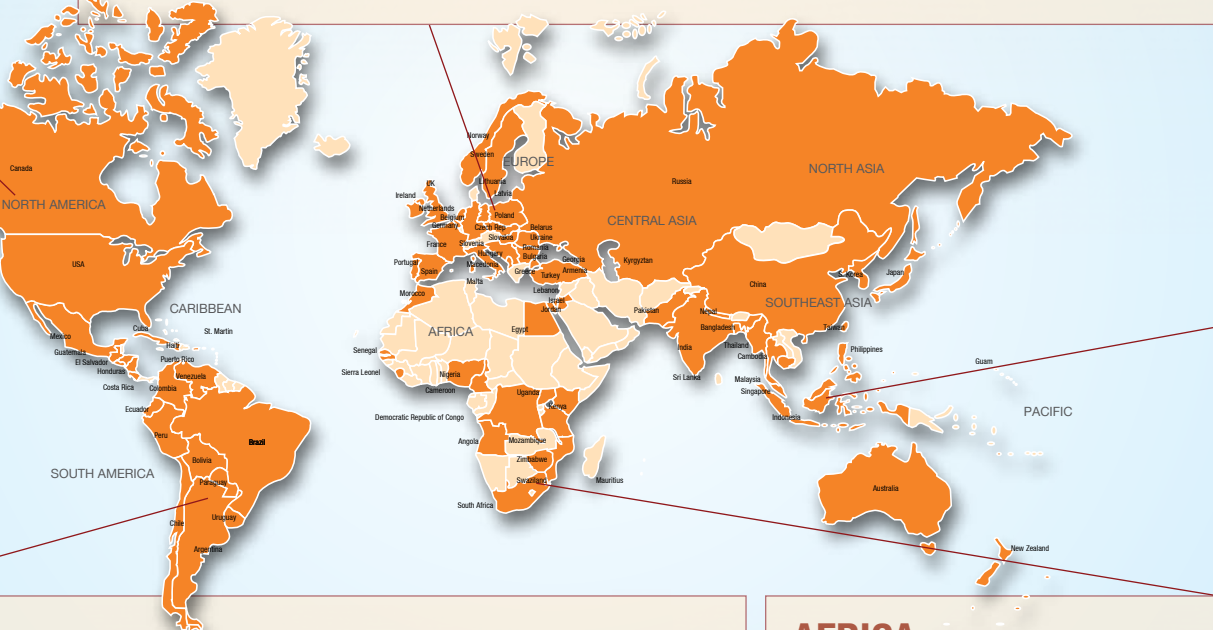 Canada
NORTH AMERICA
USA
CARIBBEAN
Mexico
Cuba
St. Martin
Haiti
Guatemala
El Salvador
Honduras
Puerto Rico
Costa Rica
Venezuela
Colombia
Ecuador
Peru
Brazil
Bolivia
SOUTH AMERICA
Paraguay
Chile
Uruguay
Argentina
Norway
Sweden
EUROPE
Lithuania
Latvia
UK
Ireland
Netherlands
Belgium
Germany
Poland
Czech Rep
Belarus
Slovakia
Ukraine
France
Slovenia
Romania
Hungary
Bulgaria
Portugal
Spain
Macedonia
Georgia
Greece
Turkey
Armenia
Malta
Lebanon
Israel
Jordan
Morocco
AFRICA
Egypt
Senegal
Sierra Leonel
Nigeria
Cameroon
Uganda
Kenya
Democratic Republic of Congo
Angola
Mozambique
Zimbabwe
Swaziland
Mauritius
South Africa
NORTH ASIA
Russia
CENTRAL ASIA
Kyrgyztan
China
S. Korea
Japan
SOUTHEAST ASIA
Pakistan
Nepal
Bangladesh
Taiwan
India
Thailand
Cambodia
Philippines
Sri Lanka
Malaysia
Singapore
Indonesia
Guam
PACIFIC
Australia
New Zealand
AFRICA